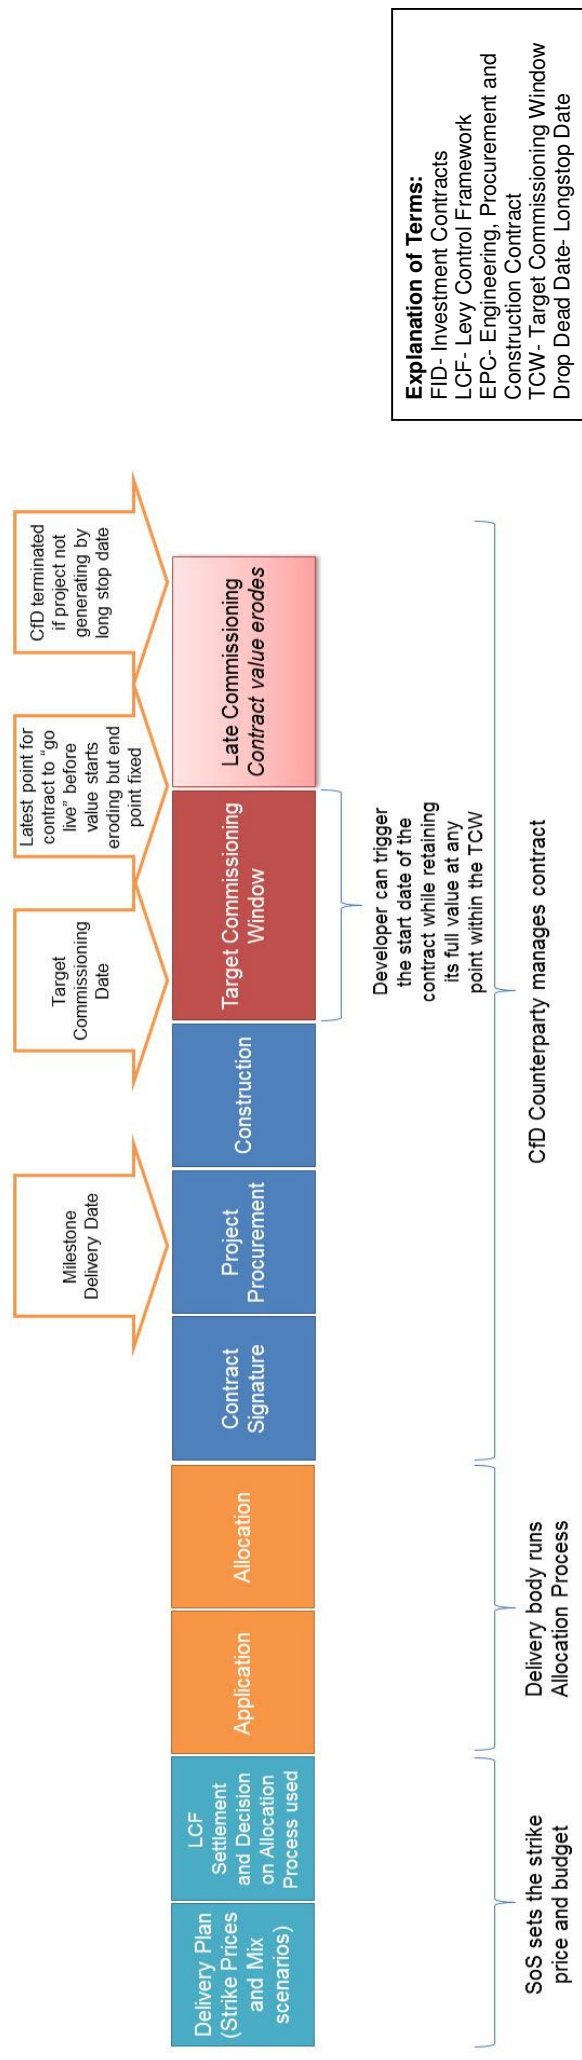 Milestone
Delivery Date
Target
Commissioning
Date
Latest point for
contract to “go
live” before
value starts
eroding but end
point fixed
CfD terminated
if project not
generating by
long stop date
Delivery Plan
(Strike Prices
and Mix
scenarios)
LCF
Settlement
and Decision
on Allocation
Process used
Application
Allocation
Contract
Signature
Project
Procurement
Construction
Target Commissioning
Window
Late Commissioning
Contract value erodes
Developer can trigger
the start date of the
contract while retaining
its full value at any
point within the TCW
SoS sets the strike
price and budget
Delivery body runs
Allocation Process
CfD Counterparty manages contract
Explanation of Terms:
FID- Investment Contracts
LCF- Levy Control Framework
EPC- Engineering, Procurement and
Construction Contract
TCW- Target Commissioning Window
Drop Dead Date- Longstop Date